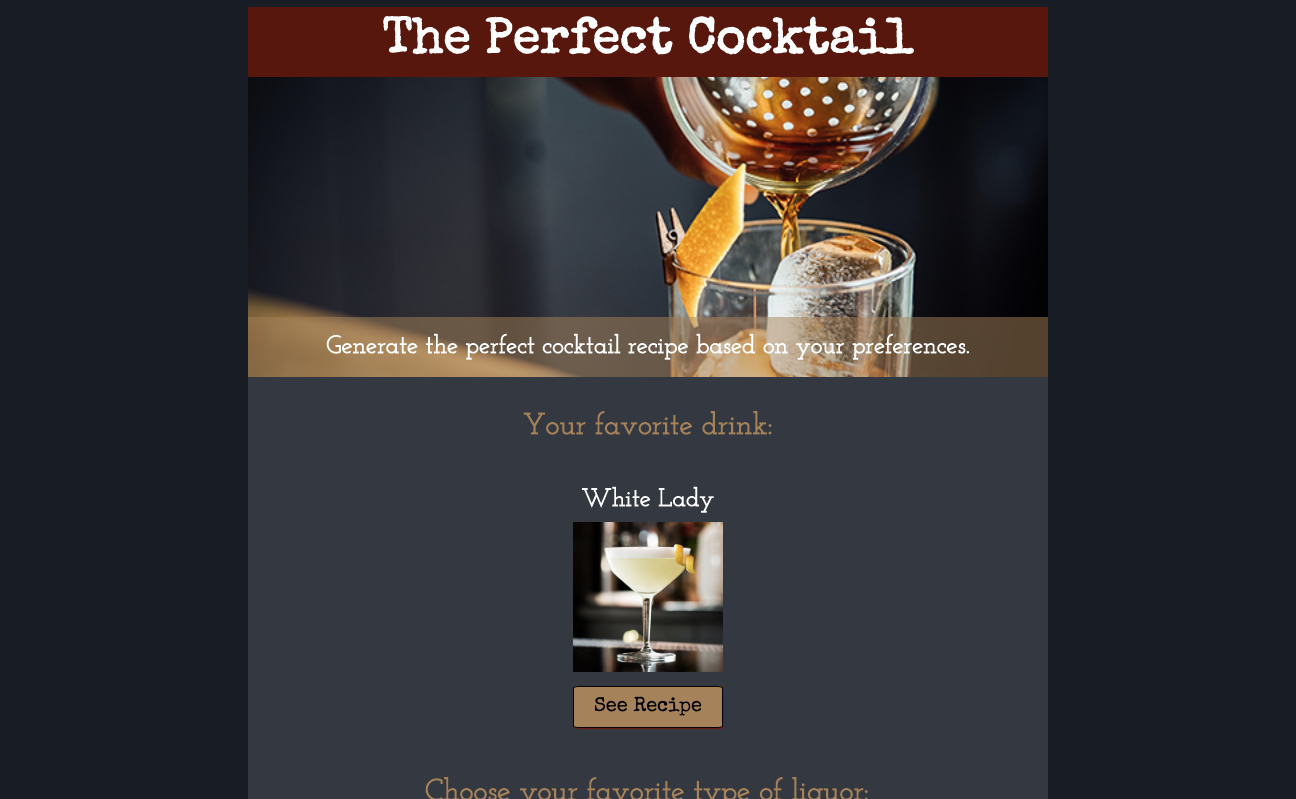 The Perfect Cocktail
Generate the perfect cocktail recipe based on your preferences.
Your favorite drink:
White Lady
See Recipe
Choose your favorite type of liquor: